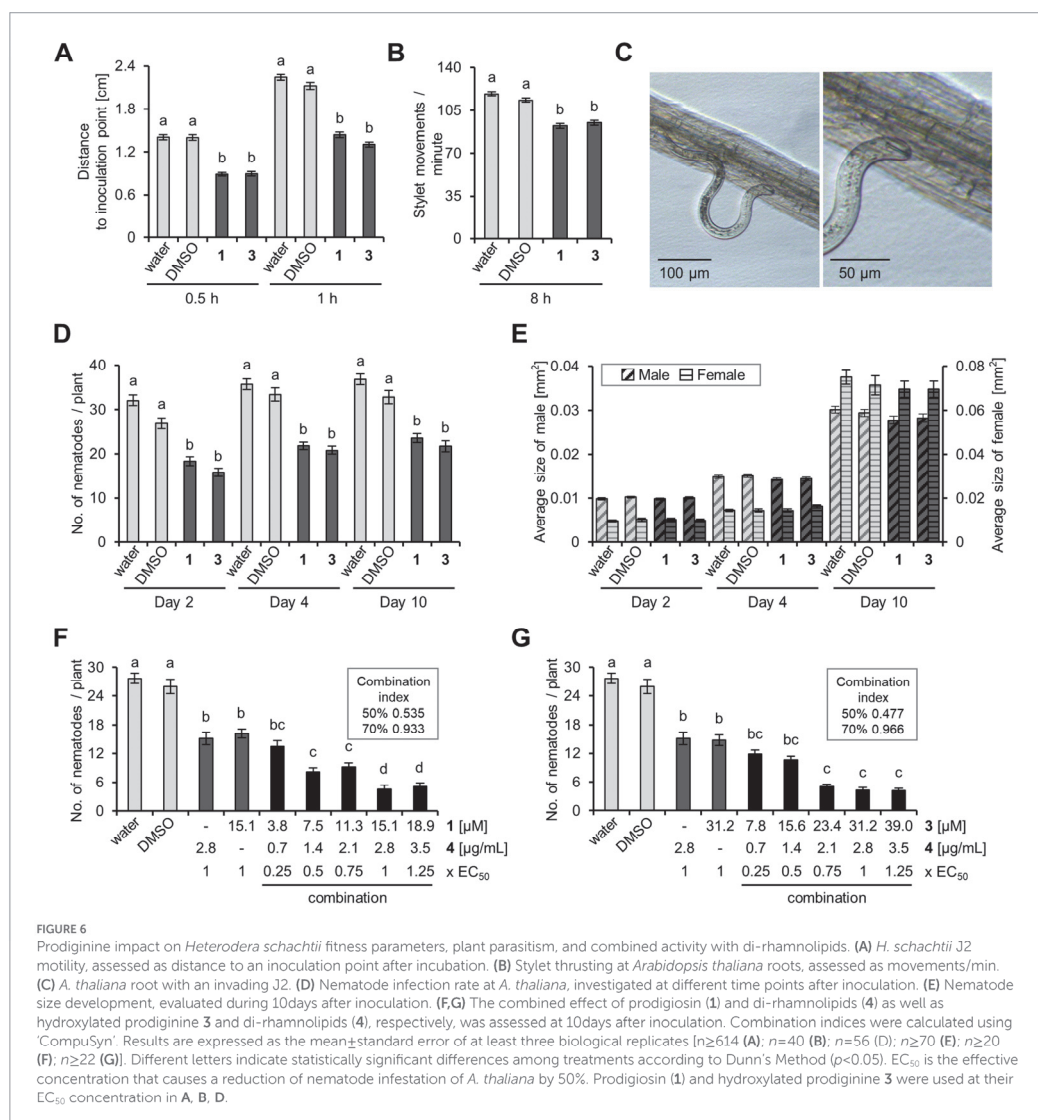 A
Distance
to inoculation point [cm]
2.4
1.8
1.2
0.6
0
a a b b a a b b
water DMSO 1 3 water DMSO 1 3
0.5 h 1 h
B
Stylet movements /
minute
140
105
70
35
0
a a b b
water DMSO 1 3
8 h
C
100 µm
50 µm
D
No. of nematodes / plant
40
30
20
10
0
a a b b a a b b a a b b
water DMSO 1 3 water DMSO 1 3 water DMSO 1 3
Day 2 Day 4 Day 10
E
Average size of male [mm²]
0.04
0.03
0.02
0.01
0
Male Female
0.08
0.06
0.04
0.02
0
Average size of female [mm²]
water DMSO 1 3 water DMSO 1 3 water DMSO 1 3
Day 2 Day 4 Day 10
F
No. of nematodes / plant
30
24
18
12
6
0
a a b b bc c c d d
Combination
index
50% 0.535
70% 0.933
water DMSO
- 15.1 3.8 7.5 11.3 15.1 18.9 1 [µM]
2.8 - 0.7 1.4 2.1 2.8 3.5 4 [µg/mL]
1 1 0.25 0.5 0.75 1 1.25 x EC50
combination
G
No. of nematodes / plant
30
24
18
12
6
0
a a b b bc bc c c c
Combination
index
50% 0.477
70% 0.966
water DMSO
- 31.2 7.8 15.6 23.4 31.2 39.0 3 [µM]
2.8 - 0.7 1.4 2.1 2.8 3.5 4 [µg/mL]
1 1 0.25 0.5 0.75 1 1.25 x EC50
combination
FIGURE 6
Prodiginine impact on Heterodera schachtii fitness parameters, plant parasitism, and combined activity with di-rhamnolipids. (A) H. schachtii J2
motility, assessed as distance to an inoculation point after incubation. (B) Stylet thrusting at Arabidopsis thaliana roots, assessed as movements/min.
(C) A. thaliana root with an invading J2. (D) Nematode infection rate at A. thaliana, investigated at different time points after inoculation. (E) Nematode
size development, evaluated during 10days after inoculation. (F,G) The combined effect of prodigiosin (1) and di-rhamnolipids (4) as well as
hydroxylated prodiginine 3 and di-rhamnolipids (4), respectively, was assessed at 10days after inoculation. Combination indices were calculated using
'CompuSyn'. Results are expressed as the mean±standard error of at least three biological replicates [n≥614 (A); n=40 (B); n=56 (D); n≥70 (E); n≥20
(F); n≥22 (G)]. Different letters indicate statistically significant differences among treatments according to Dunn's Method (p<0.05). EC50 is the effective
concentration that causes a reduction of nematode infestation of A. thaliana by 50%. Prodigiosin (1) and hydroxylated prodiginine 3 were used at their
EC50 concentration in A, B, D.